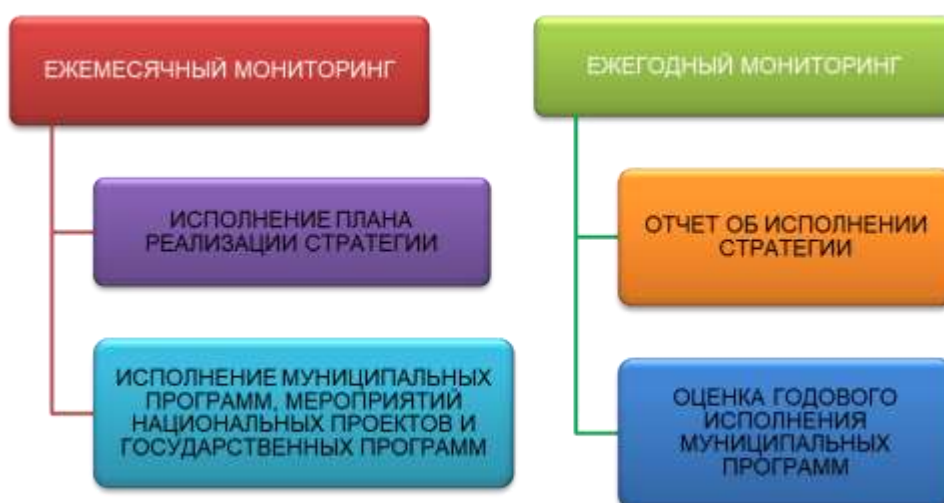 ЕЖЕМЕСЯЧНЫЙ МОНИТОРИНГ
ИСПОЛНЕНИЕ ПЛАНА
РЕАЛИЗАЦИИ СТРАТЕГИИ
ИСПОЛНЕНИЕ МУНИЦИПАЛЬНЫХ
ПРОГРАММ, МЕРОПРИЯТИЙ
НАЦИОНАЛЬНЫХ ПРОЕКТОВ И
ГОСУДАРСТВЕННЫХ ПРОГРАММ
ЕЖЕГОДНЫЙ МОНИТОРИНГ
ОТЧЕТ ОБ ИСПОЛНЕНИИ
СТРАТЕГИИ
ОЦЕНКА ГОДОВОГО
ИСПОЛНЕНИЯ
МУНИЦИПАЛЬНЫХ
ПРОГРАММ